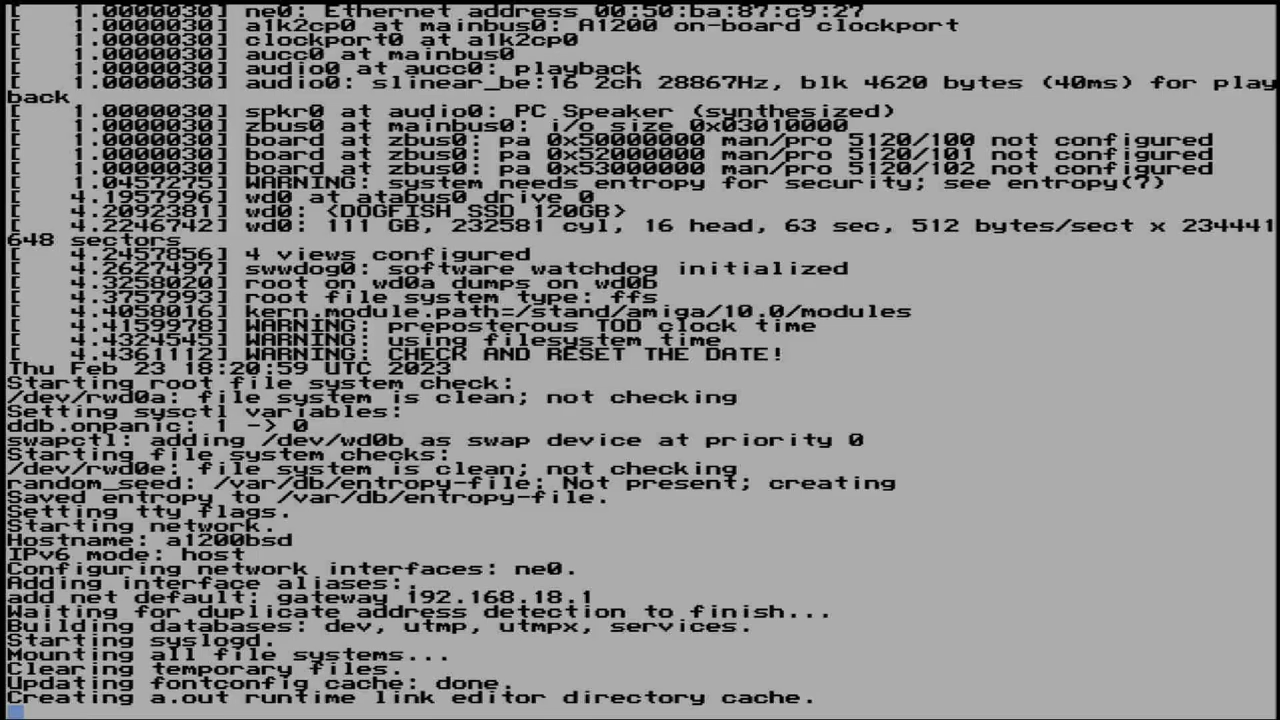 [     1.0000030] ne0: Ethernet address 00:50:ba:87:c9:27
[     1.0000030] a1k2cp0 at mainbus0: A1200 on-board clockport
[     1.0000030] clockport0 at a1k2cp0
[     1.0000030] aucc0 at mainbus0
[     1.0000030] audio0 at aucc0: playback
[     1.0000030] audio0: slinear_be:16 2ch 28867Hz, blk 4620 bytes (40ms) for play
back
[     1.0000030] spkr0 at audio0: PC Speaker (synthesized)
[     1.0000030] zbus0 at mainbus0: i/o size 0x03010000
[     1.0000030] board at zbus0: pa 0x50000000 man/pro 5120/100 not configured
[     1.0000030] board at zbus0: pa 0x52000000 man/pro 5120/101 not configured
[     1.0000030] board at zbus0: pa 0x53000000 man/pro 5120/102 not configured
[     1.0457275] WARNING: system needs entropy for security; see entropy(7)
[     4.1957996] wd0 at atabus0 drive 0
[     4.2092381] wd0: <DOGFISH SSD 120GB>
[     4.2246742] wd0: 111 GB, 232581 cyl, 16 head, 63 sec, 512 bytes/sect x 234441
648 sectors
[     4.2457856] 4 views configured
[     4.2627497] swwdog0: software watchdog initialized
[     4.3258020] root on wd0a dumps on wd0b
[     4.3757993] root file system type: ffs
[     4.4058016] kern.module.path=/stand/amiga/10.0/modules
[     4.4159978] WARNING: preposterous TOD clock time
[     4.4324545] WARNING: using filesystem time
[     4.4361112] WARNING: CHECK AND RESET THE DATE!
Thu Feb 23 18:20:59 UTC 2023
Starting root file system check:
/dev/rwd0a: file system is clean; not checking
Setting sysctl variables:
ddb.onpanic: 1 -> 0
swapctl: adding /dev/wd0b as swap device at priority 0
Starting file system checks:
/dev/rwd0e: file system is clean; not checking
random_seed: /var/db/entropy-file: Not present; creating
Saved entropy to /var/db/entropy-file.
Setting tty flags.
Starting network.
Hostname: a1200bsd
IPv6 mode: host
Configuring network interfaces: ne0.
Adding interface aliases:.
add net default: gateway 192.168.18.1
Waiting for duplicate address detection to finish...
Building databases: dev, utmp, utmpx, services.
Starting syslogd.
Mounting all file systems...
Clearing temporary files.
Updating fontconfig cache: done.
Creating a.out runtime link editor directory cache.